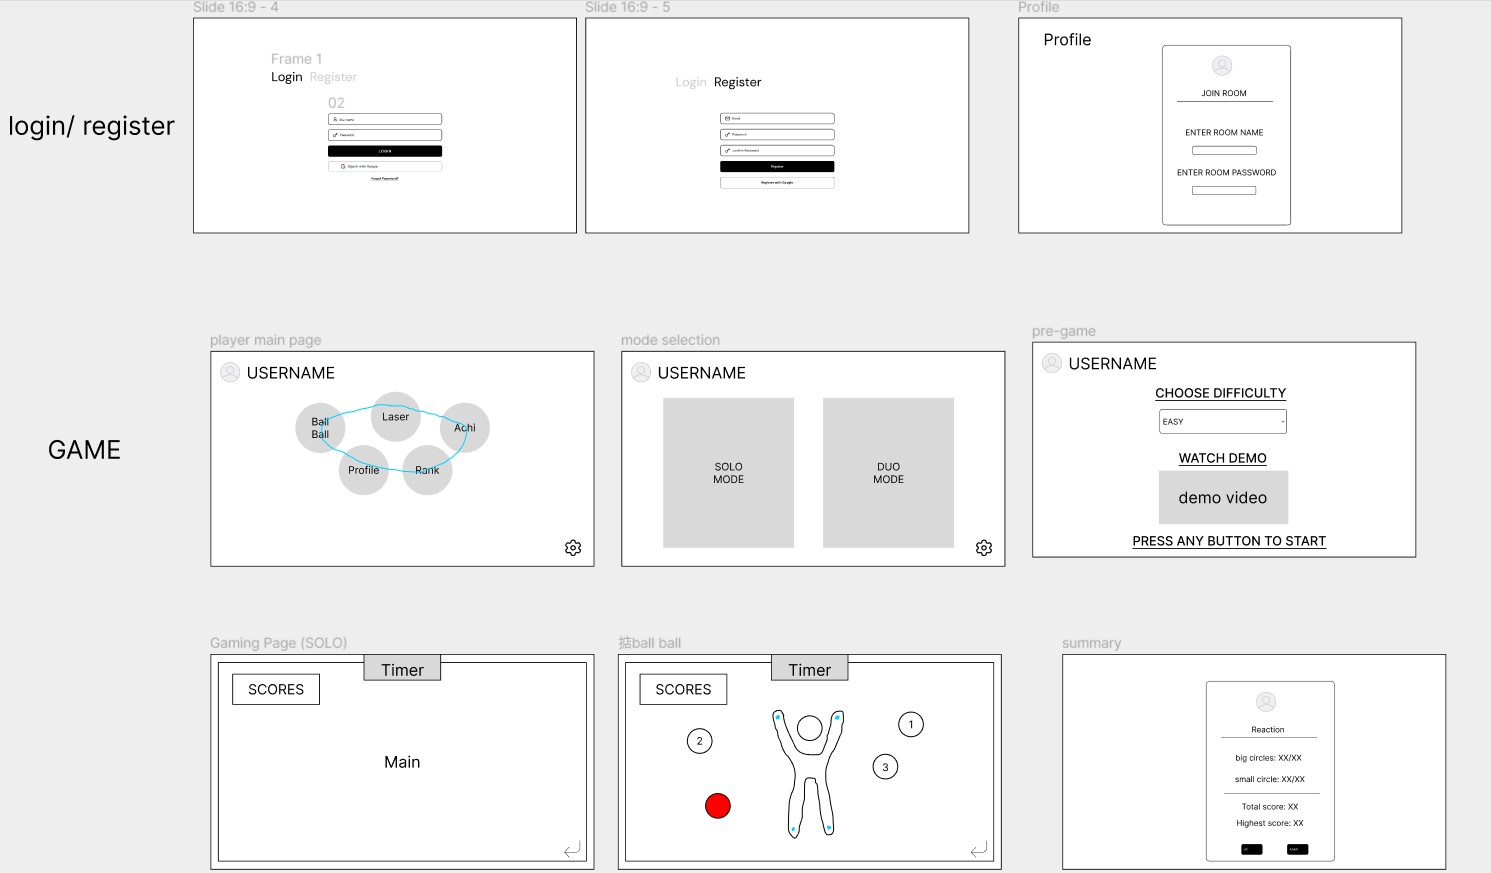 Slide 16:9 - 4
Slide 16:9 - 5
Profile
login/ register
Frame 1
Login Register
02
Password
LOGIN
Sign in with Google
Forgot Password?
Login Register
Email
Password
Confirm Password
Register
Register with Google
Profile
JOIN ROOM
ENTER ROOM NAME
ENTER ROOM PASSWORD
GAME
player main page
USERNAME
Ball
Ball
Laser
Achi
Profile
Rank
mode selection
USERNAME
SOLO
MODE
DUO
MODE
pre-game
USERNAME
CHOOSE DIFFICULTY
EASY
WATCH DEMO
demo video
PRESS ANY BUTTON TO START
Gaming Page (SOLO)
Timer
SCORES
Main
掂ball ball
Timer
SCORES
1
2
3
summary
Reaction
big circles: XX/XX
small circle: XX/XX
Total score: XX
Highest score: XX